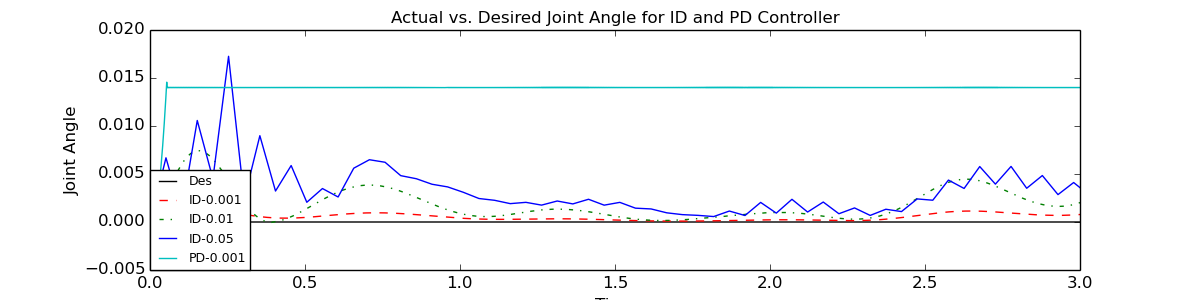 Actual vs. Desired Joint Angle for ID and PD Controller
0.020
0.015
0.010
0.005
0.000
−0.005
Joint Angle
Des
ID-0.001
ID-0.01
ID-0.05
PD-0.001
0.0 0.5 1.0 1.5 2.0 2.5 3.0